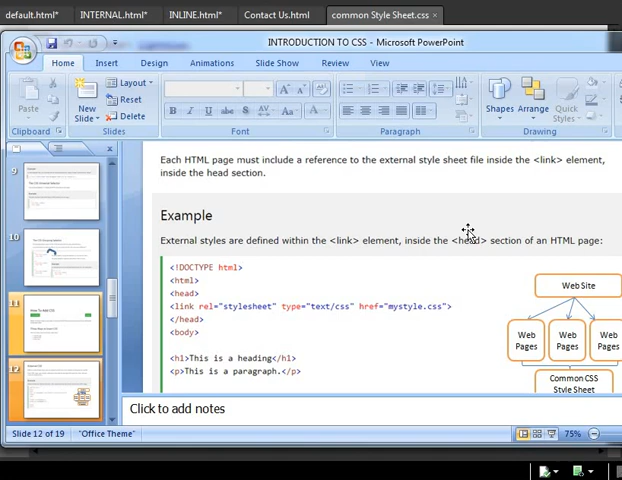 default.html*
INTERNAL.html*
INLINE.html*
Contact Us.html
common Style Sheet.css ×
INTRODUCTION TO CSS - Microsoft PowerPoint
Home
Insert
Design
Animations
Slide Show
Review
View
Paste
Clipboard
New
Slide
Layout
Reset
Delete
Slides
B I U abe S AV
Aa A
Font
Paragraph
Shapes
Arrange
Quick
Styles
Drawing
9
10
11
12
Each HTML page must include a reference to the external style sheet file inside the <link> element,
inside the head section.
Example
External styles are defined within the <link> element, inside the <head> section of an HTML page:
<!DOCTYPE html>
<html>
<head>
<link rel="stylesheet" type="text/css" href="mystyle.css">
</head>
<body>
<h1>This is a heading</h1>
<p>This is a paragraph.</p>
Web Site
Web
Pages
Web
Pages
Web
Pages
Common CSS
Style Sheet
Click to add notes
Slide 12 of 19
"Office Theme"
75%